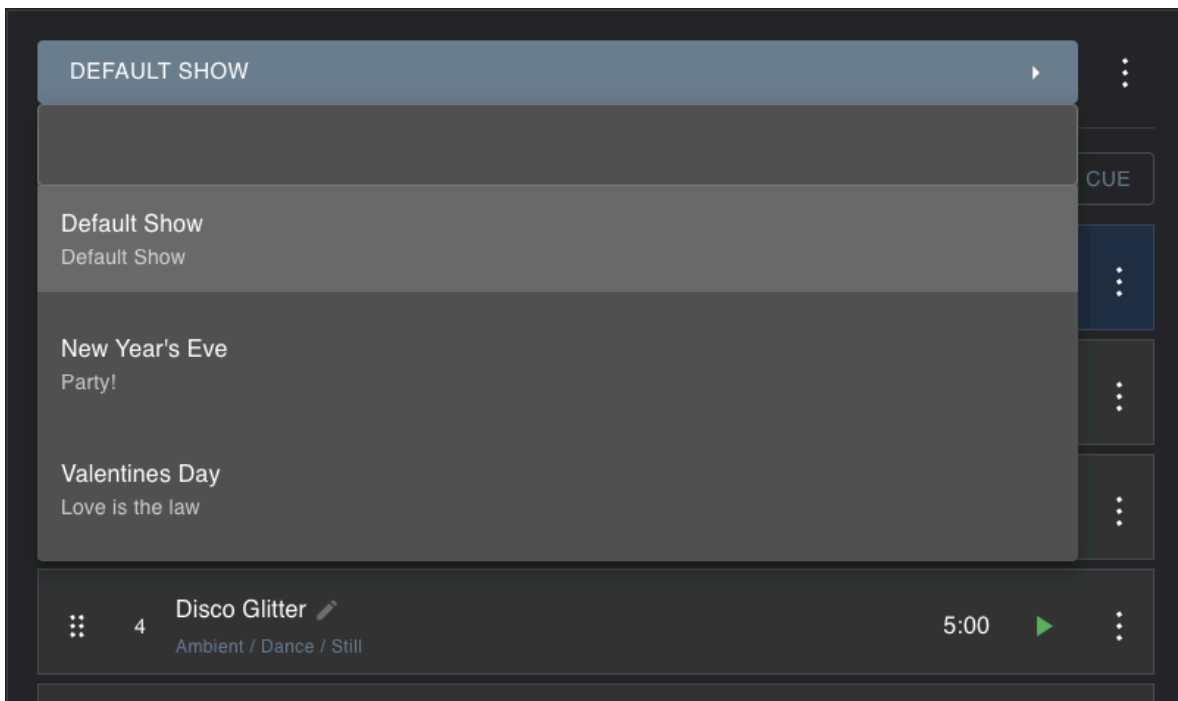 DEFAULT SHOW
CUE
Default Show
Default Show
New Year's Eve
Party!
Valentines Day
Love is the law
4
Disco Glitter
Ambient / Dance / Still
5:00